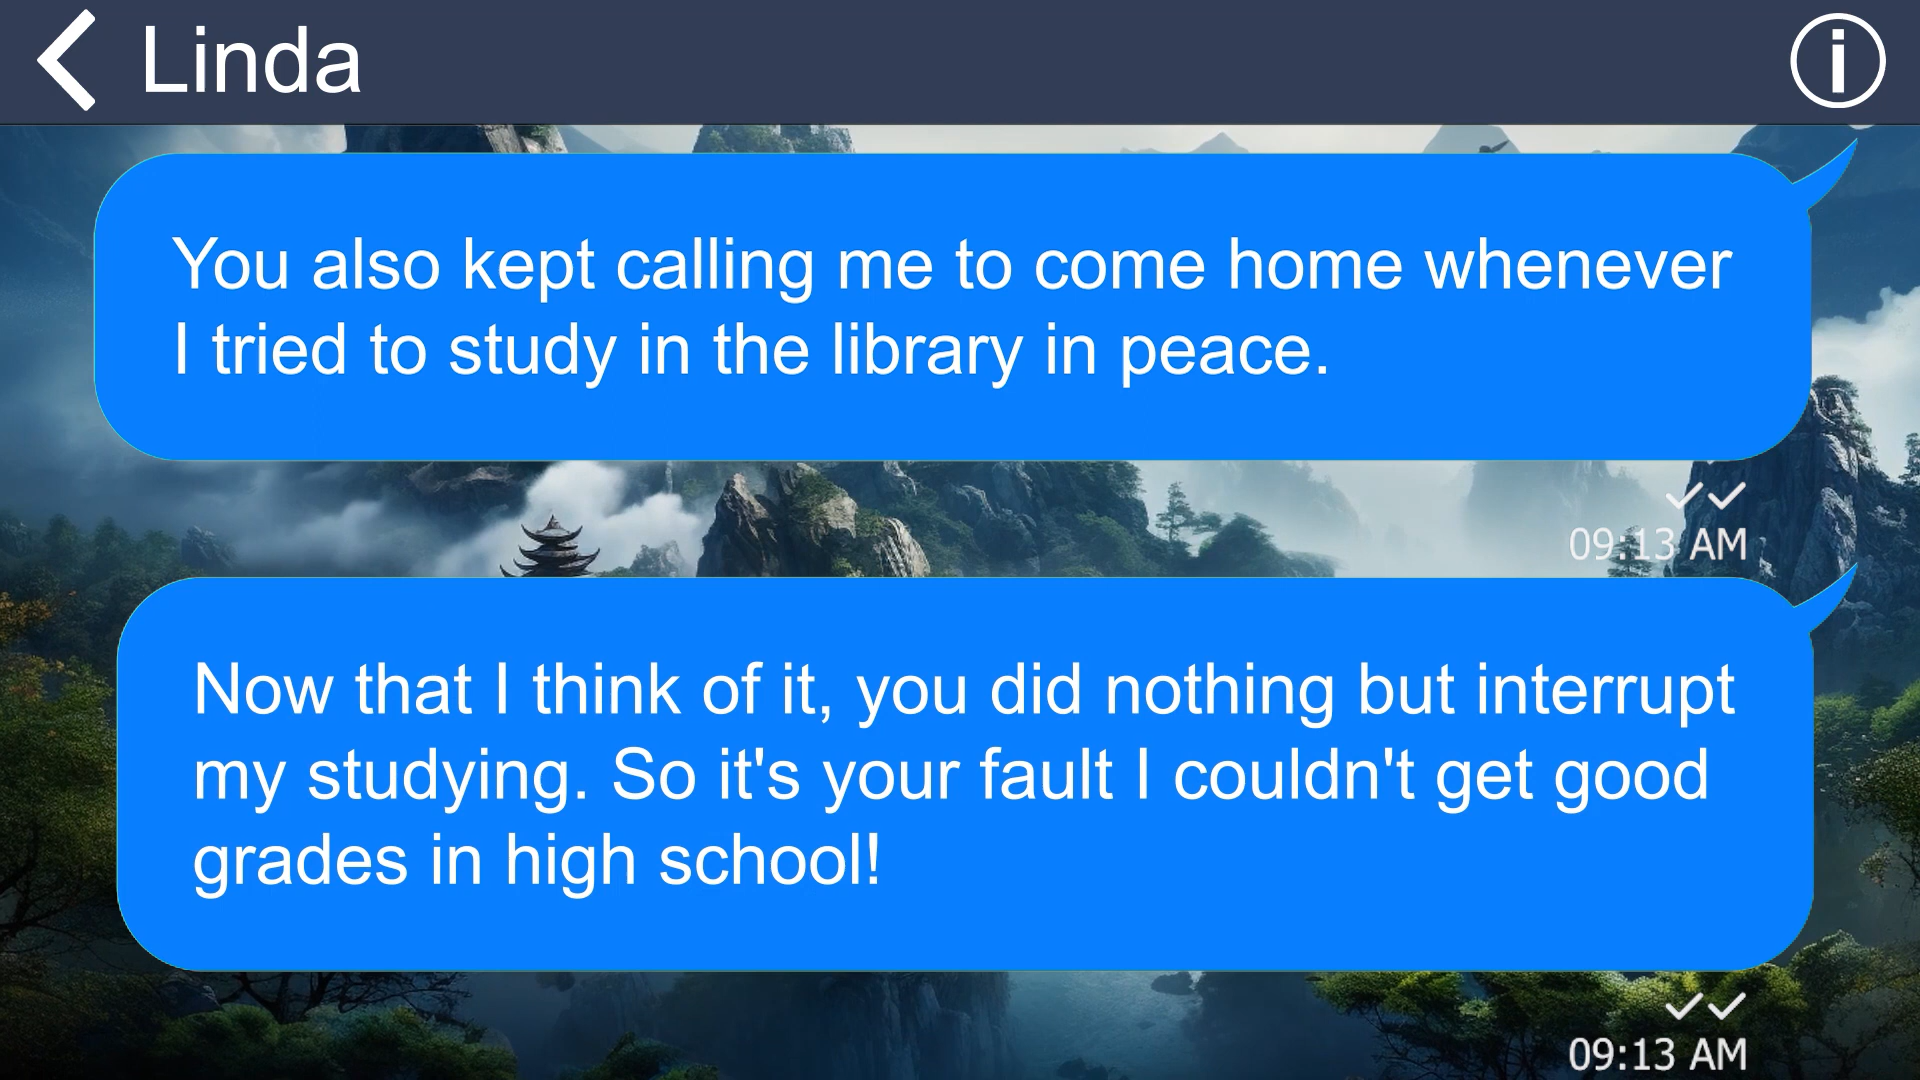 Linda
You also kept calling me to come home whenever
I tried to study in the library in peace.
09:13 AM
Now that I think of it, you did nothing but interrupt
my studying. So it's your fault I couldn't get good
grades in high school!
09:13 AM